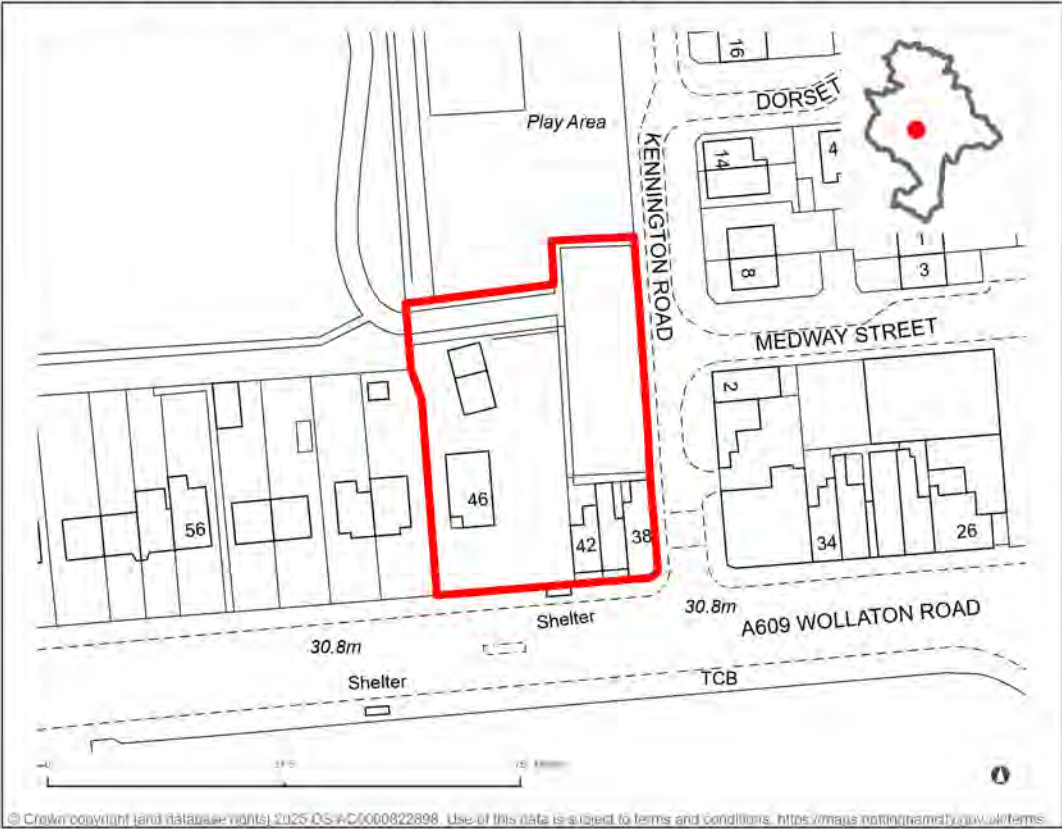 16
DORSET
Play Area
KENNINGTON ROAD
14
4
1
3
8
MEDWAY STREET
2
46
56
42
38
34
26
Shelter
30.8m
A609 WOLLATON ROAD
30.8m
Shelter
TCB
© Crown copyright and database rights 2025 OS AC0000822898. Use of this data is subject to terms and conditions. https://maps.nottinghamcity.gov.uk/terms